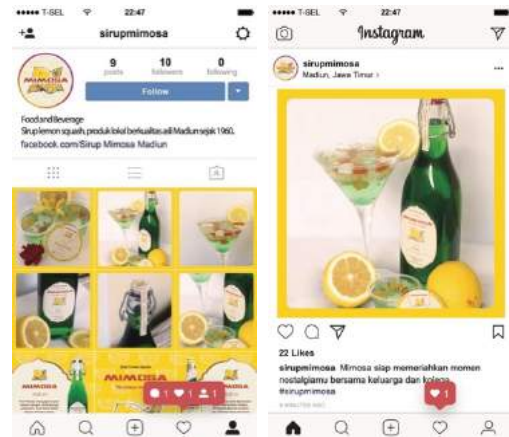 T-SEL 22:47
sirupmimosa
MIMOSA
9 10 0
posts followers following
Follow
Food and Beverage
Sirup lemon squash, produk lokal berkualitas asli Madiun sejak 1960.
facebook.com/Sirup Mimosa Madiun
MIMOSA
1 1 1
T-SEL 22:47
Instagram
sirupmimosa
Madiun, Jawa Timur
22 Likes
sirupmimosa Mimosa siap memeriahkan momen
nostalgiamu bersama keluarga dan kolega.
#sirupmimosa
1